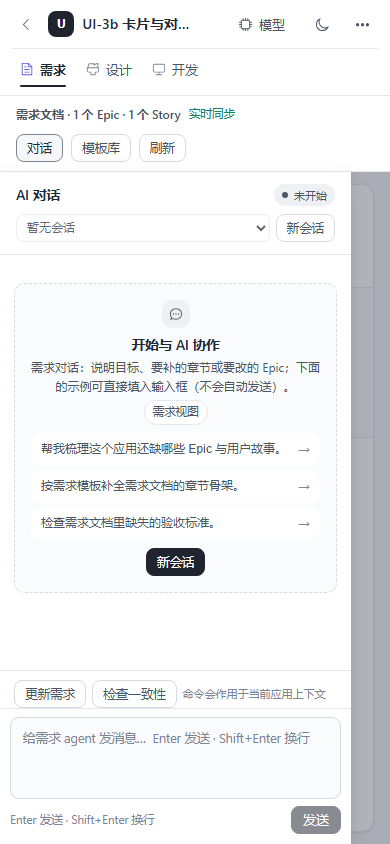 U UI-3b 卡片与对... 模型
需求 设计 开发
需求文档 · 1 个 Epic · 1 个 Story 实时同步
对话 模板库 刷新
AI 对话 未开始
暂无会话 新会话
开始与 AI 协作
需求对话：说明目标、要补的章节或要改的 Epic；下面
的示例可直接填入输入框（不会自动发送）。
需求视图
帮我梳理这个应用还缺哪些 Epic 与用户故事。 →
按需求模板补全需求文档的章节骨架。 →
检查需求文档里缺失的验收标准。 →
新会话
更新需求 检查一致性 命令会作用于当前应用上下文
给需求 agent 发消息... Enter 发送 · Shift+Enter 换行
Enter 发送 · Shift+Enter 换行 发送